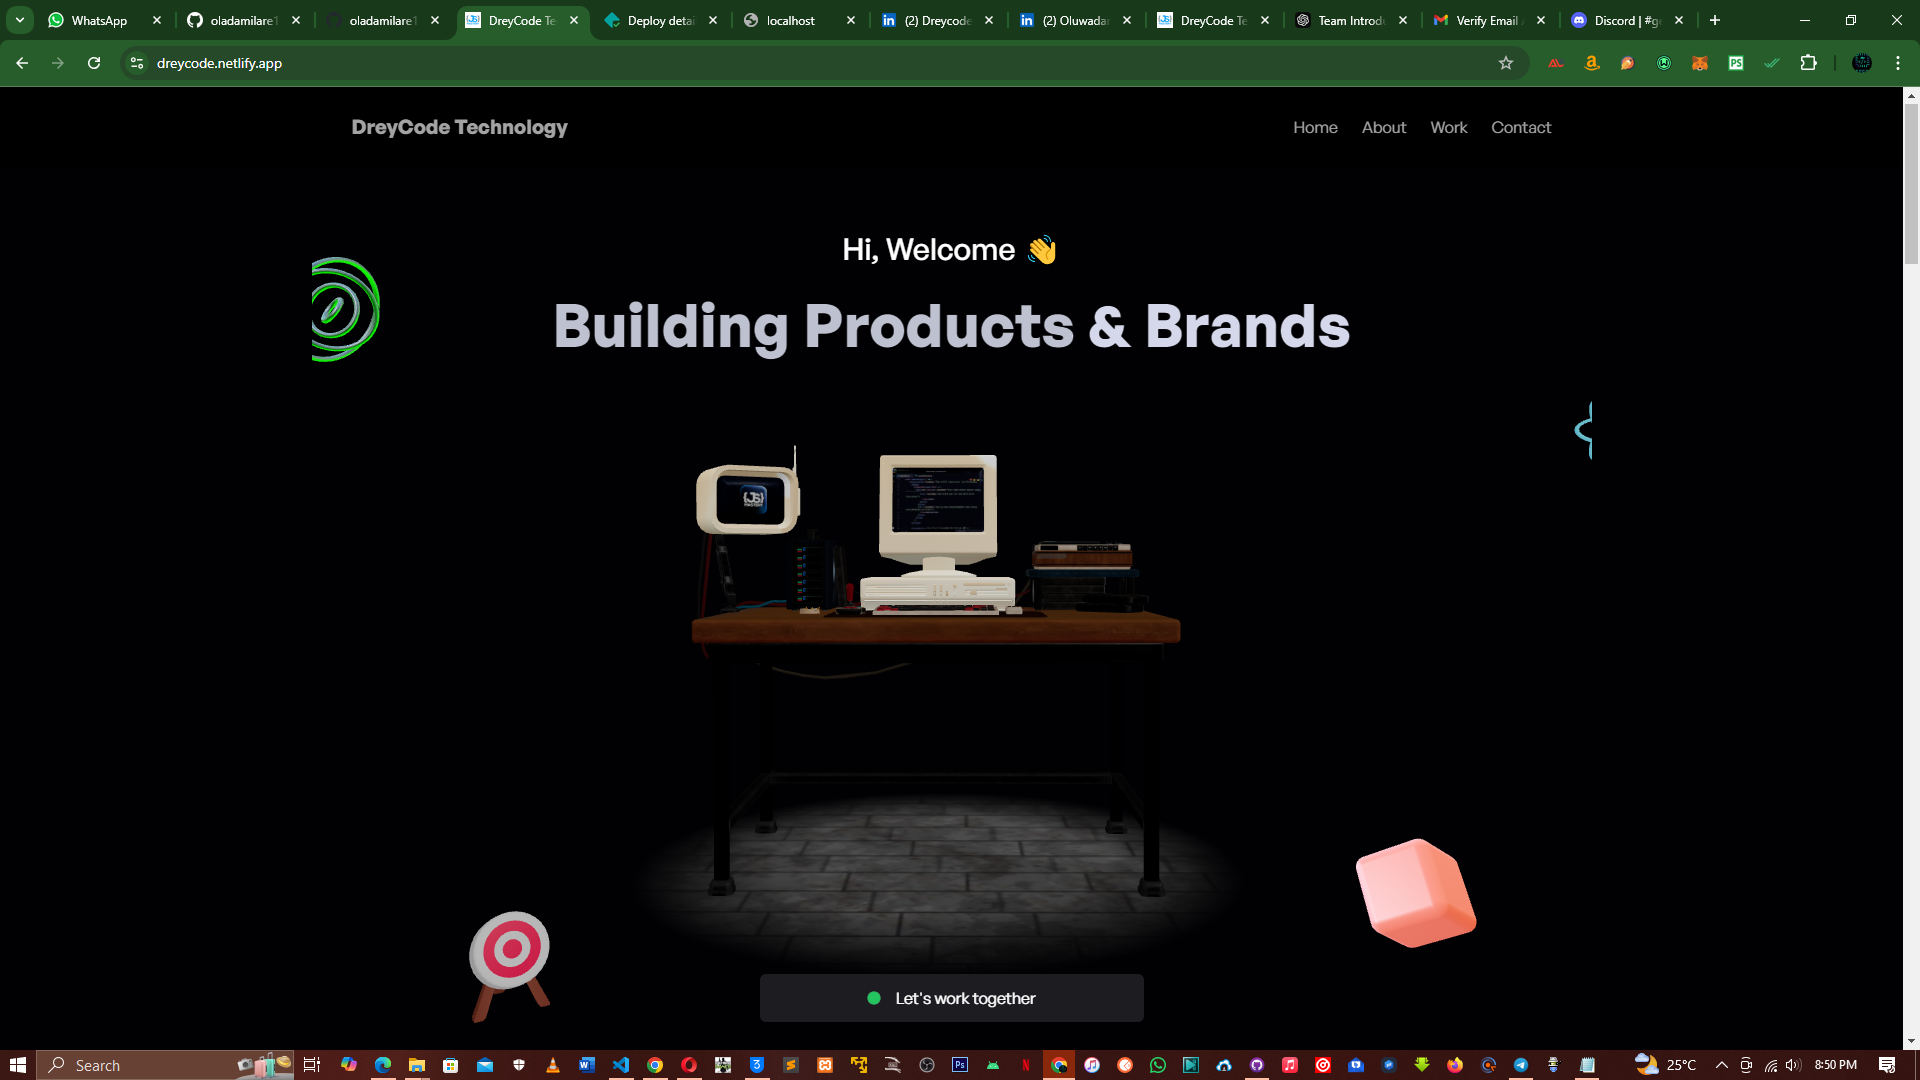 WhatsApp
oladamilare1
oladamilare1
DreyCode Te
Deploy detai
localhost
(2) Dreycode
(2) Oluwadar
DreyCode Te
Team Introdu
Verify Email
Discord | #ge
dreycode.netlify.app
DreyCode Technology
Home
About
Work
Contact
Hi, Welcome 👋
Building Products & Brands
{JS}
Let's work together
Search
25°C
8:50 PM